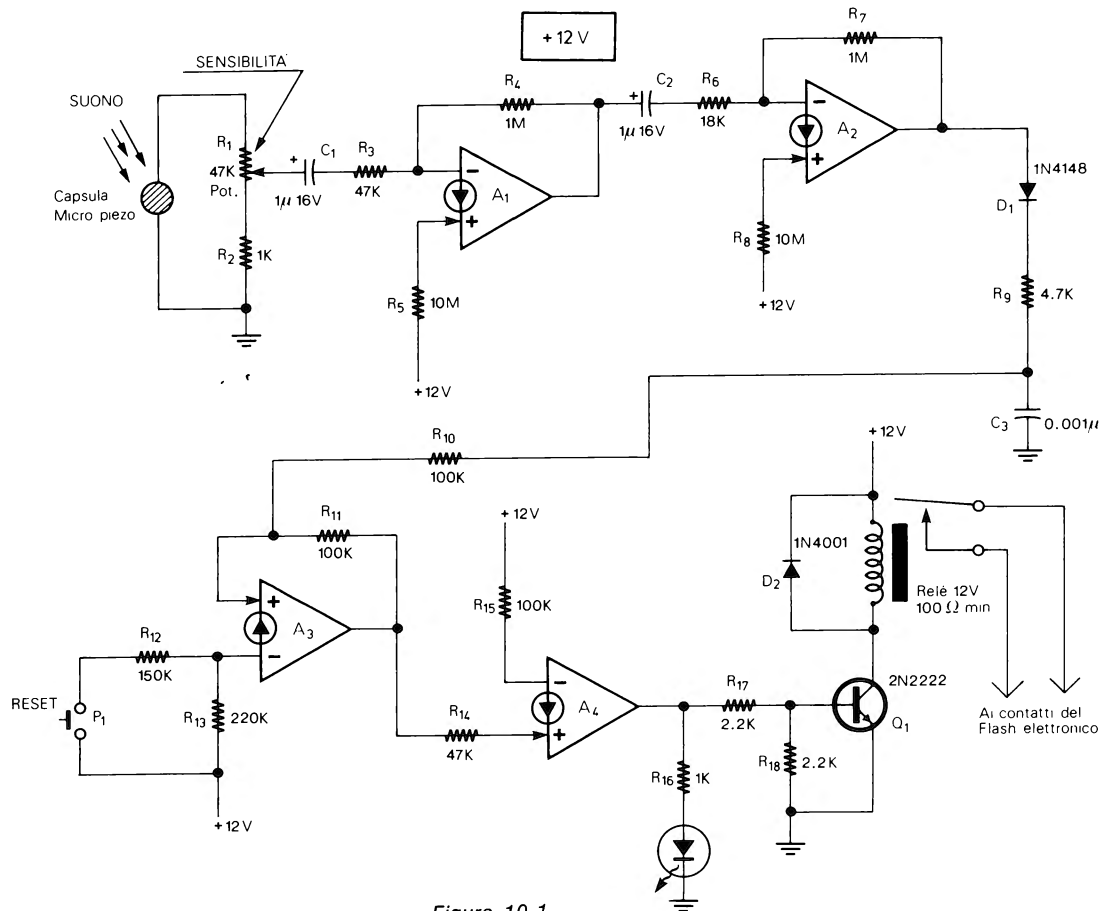 +12 V
SENSIBILITA'
SUONO
Capsula
Micro piezo
R1
47K
Pot.
R2
1K
C1
1µ 16V
R3
47K
R4
1M
A1
R5
10M
+12V
C2
1µ 16V
R6
18K
R7
1M
A2
R8
10M
+12V
1N4148
D1
R9
4.7K
C3
0.001µ
R10
100K
R11
100K
A3
R12
150K
RESET
P1
R13
220K
+12V
R14
47K
+12V
R15
100K
A4
R16
1K
R17
2.2K
R18
2.2K
+12V
1N4001
D2
Relé 12V
100 Ω min
2N2222
Q1
Ai contatti del
Flash elettronico
Figura 10-1